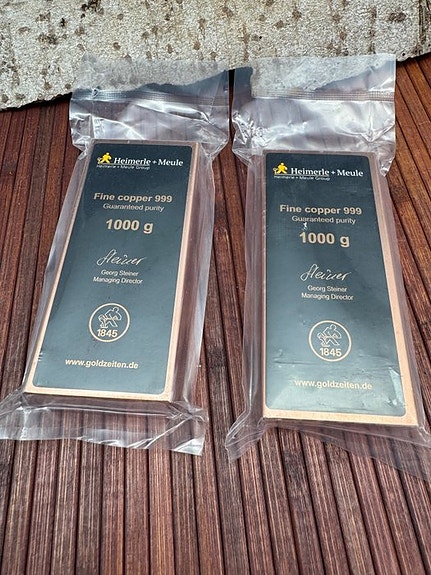 Heimerle + Meule
Heimerle + Meule Group
Fine copper 999
Guaranteed purity
1000 g
Steiner
Georg Steiner
Managing Director
1845
www.goldzeiten.de
Heimerle + Meule
Heimerle + Meule Group
Fine copper 999
Guaranteed purity
1000 g
Steiner
Georg Steiner
Managing Director
1845
www.goldzeiten.de